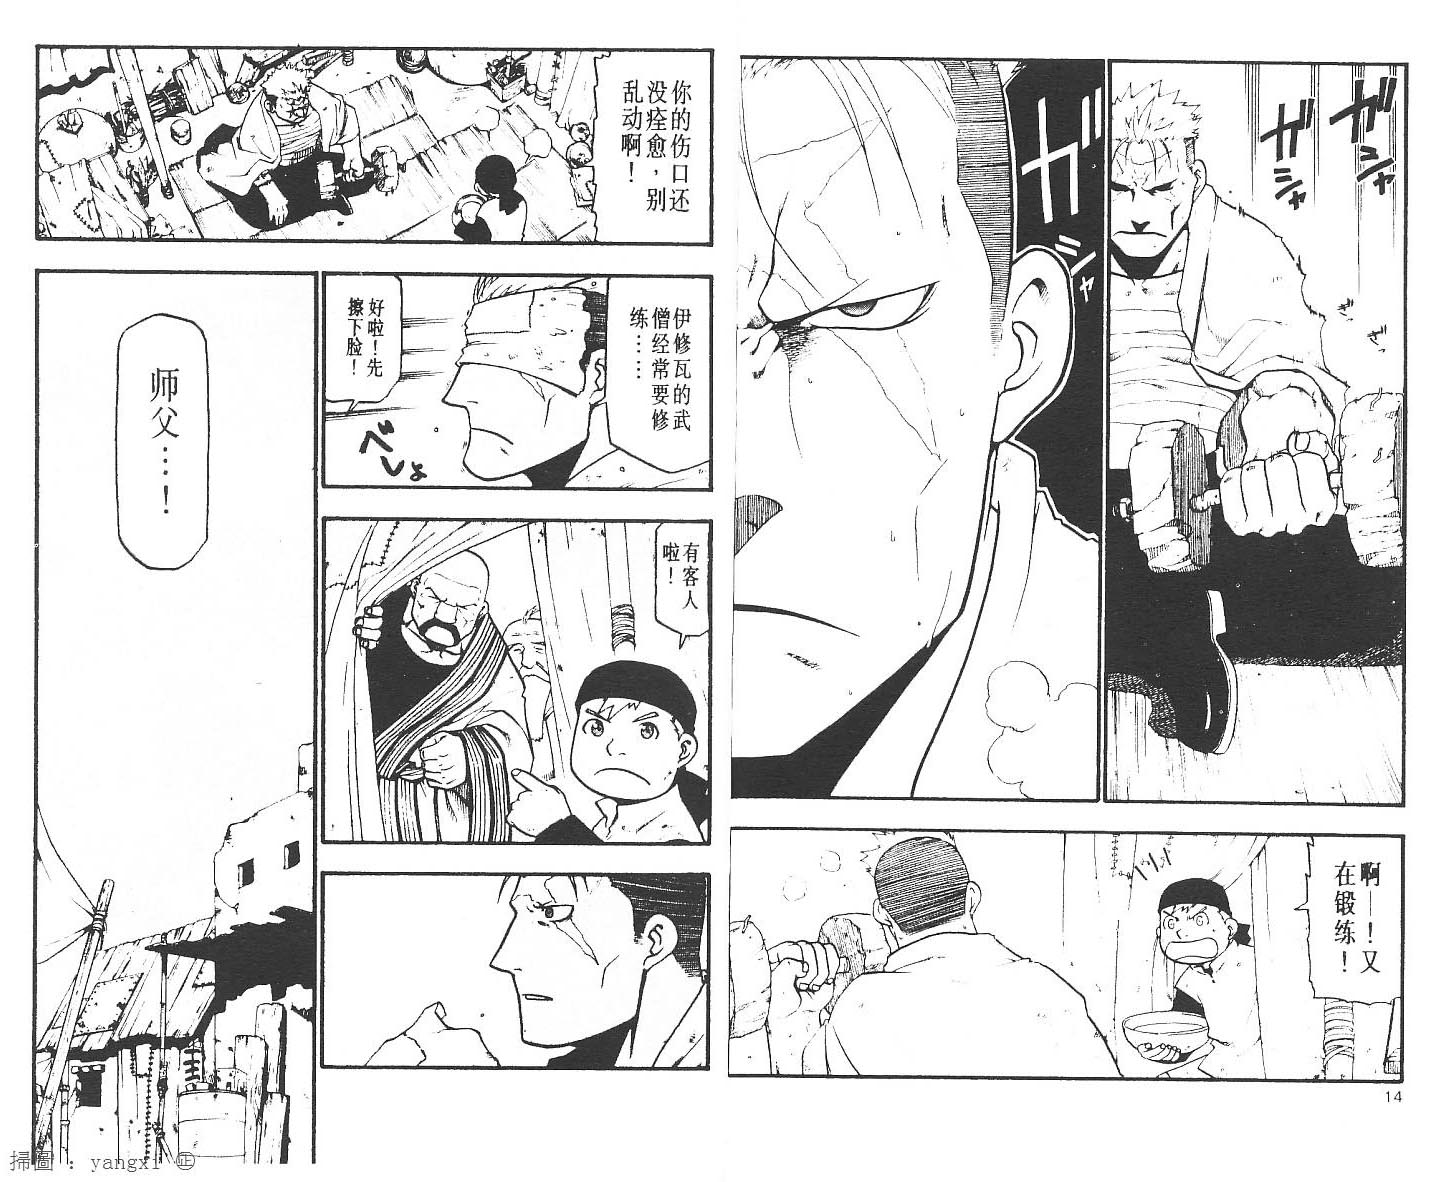 ガシャ
ガシャ
ガシャ
啊——！又
在锻练！
14
你的伤口还
没痊愈，别
乱动啊！
伊修瓦的武
僧经常要修
练……
好啦！先
擦下脸！
べしょ
有客人
啦！
师父…！
掃圖 : yangxi ㊣